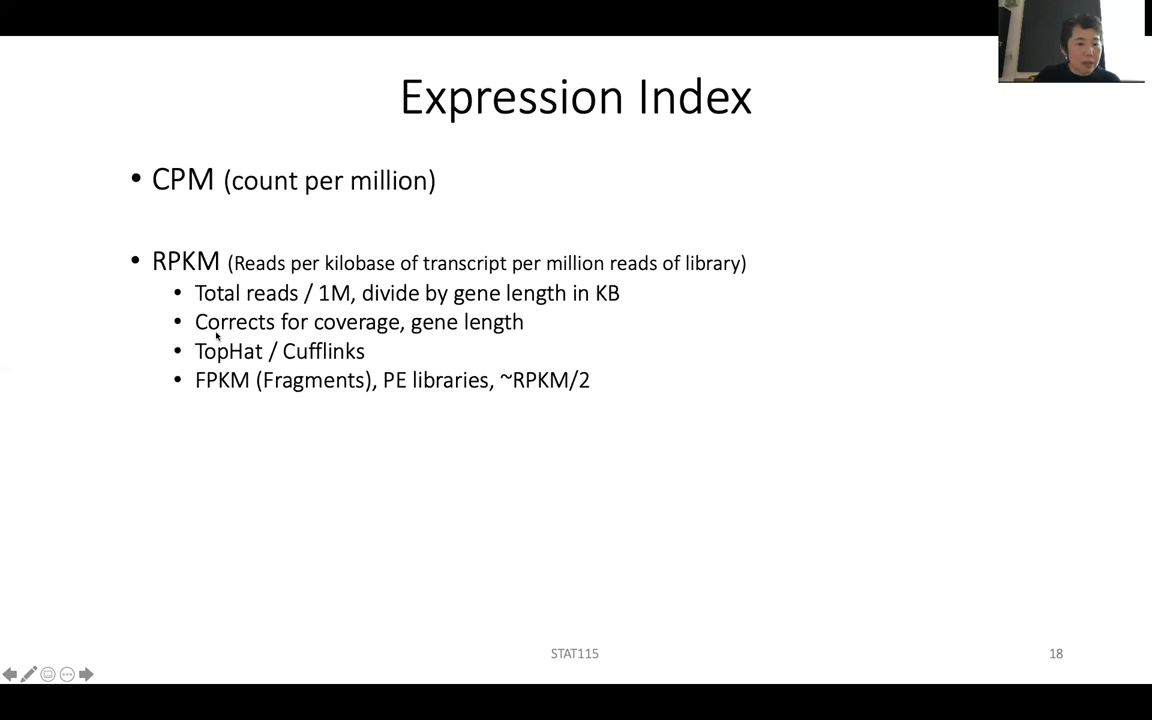 Expression Index
• CPM (count per million)
• RPKM (Reads per kilobase of transcript per million reads of library)
• Total reads / 1M, divide by gene length in KB
• Corrects for coverage, gene length
• TopHat / Cufflinks
• FPKM (Fragments), PE libraries, ~RPKM/2
STAT115
18